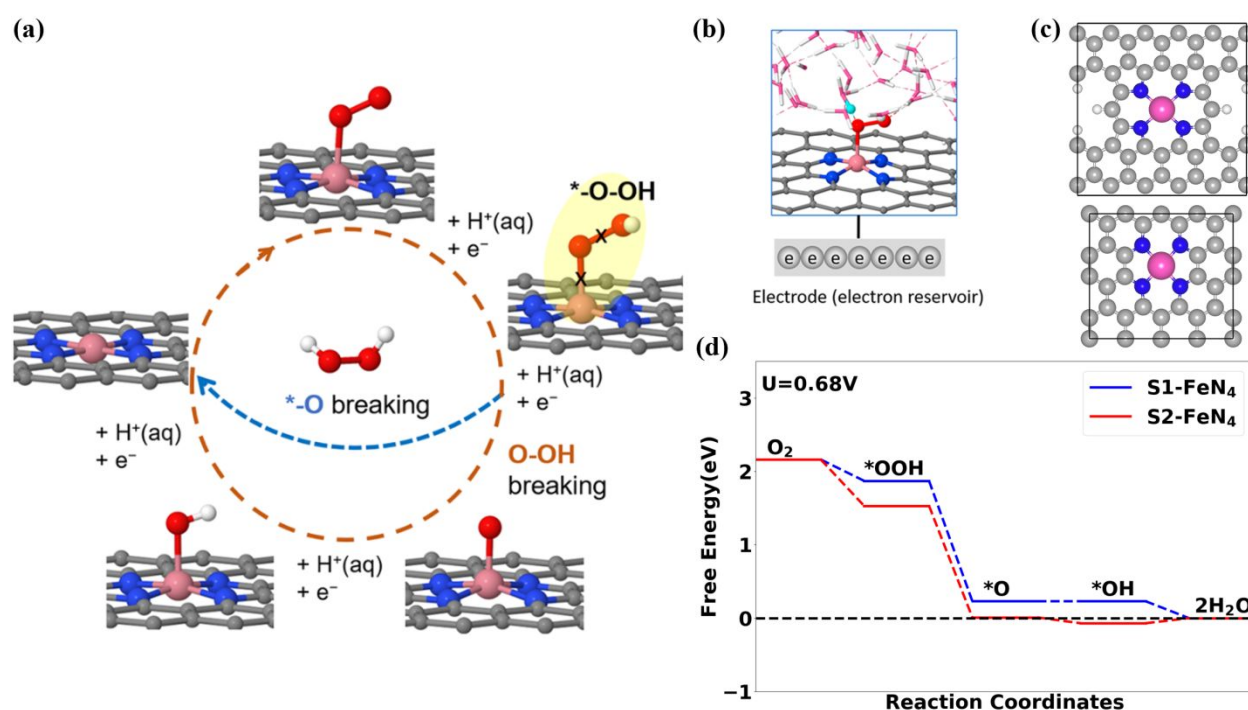 (a)
*-O-OH
+ H⁺(aq)
+ e⁻
+ H⁺(aq)
+ e⁻
*-O breaking
+ H⁺(aq)
+ e⁻
O-OH
breaking
+ H⁺(aq)
+ e⁻
(b)
e e e e e e e
Electrode (electron reservoir)
(c)
(d)
U=0.68V
S1-FeN₄
S2-FeN₄
O₂
*OOH
*O
*OH
2H₂O
3
2
1
0
−1
Free Energy(eV)
Reaction Coordinates